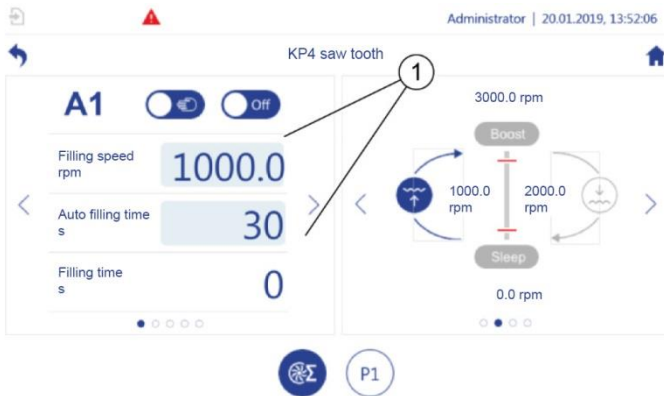 Administrator | 20.01.2019, 13:52:06
KP4 saw tooth
1
A1
Off
Filling speed
rpm
1000.0
Auto filling time
s
30
Filling time
s
0
3000.0 rpm
Boost
1000.0
rpm
2000.0
rpm
Sleep
0.0 rpm
Σ
P1